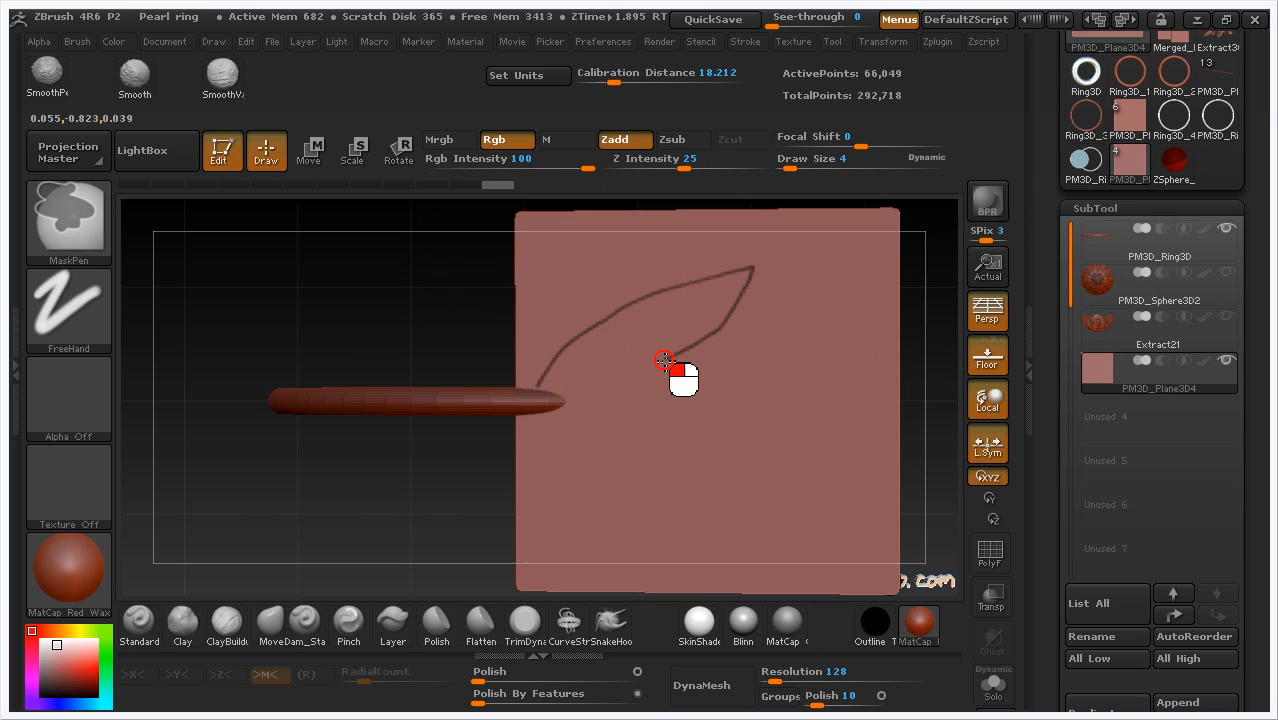 ZBrush 4R6 P2 Pearl ring • Active Mem 682 • Scratch Disk 365 • Free Mem 3413 • ZTime▸1.895 RT QuickSave See-through 0 Menus DefaultZScript
Alpha Brush Color Document Draw Edit File Layer Light Macro Marker Material Movie Picker Preferences Render Stencil Stroke Texture Tool Transform Zplugin Zscript
SmoothPe Smooth SmoothVa
Set Units Calibration Distance 18.212
ActivePoints: 66,049
TotalPoints: 292,718
0.055,-0.823,0.039
Projection Master
LightBox
Edit Draw Move Scale Rotate
Mrgb Rgb M Zadd Zsub Zcut
Rgb Intensity 100 Z Intensity 25
Focal Shift 0
Draw Size 4 Dynamic
MaskPen
FreeHand
Alpha Off
Texture Off
MatCap Red Wax
BPR
SPix 3
Actual
Persp
Floor
Local
L.Sym
XYZ
PolyF
Transp
Ghost
Dynamic
Solo
PM3D_Plane3D4 Merged_
13
Ring3D Ring3D_1 Ring3D_2 PM3D_Pl
6
Ring3D_3 PM3D_Pl Ring3D_4 PM3D_Ri
4
PM3D_Ri PM3D_Pl ZSphere_
SubTool
PM3D_Ring3D
PM3D_Sphere3D2
Extract21
PM3D_Plane3D4
Unused 4
Unused 5
Unused 6
Unused 7
List All
Rename AutoReorder
All Low All High
Append
.com
Standard Clay ClayBuildu Move Dam_Sta Pinch Layer Polish Flatten TrimDyna CurveStr SnakeHoo SkinShade Blinn MatCap Outline T MatCap
>X< >Y< >Z< >M< (R) RadialCount
Polish
Polish By Features
DynaMesh
Resolution 128
Groups Polish 10